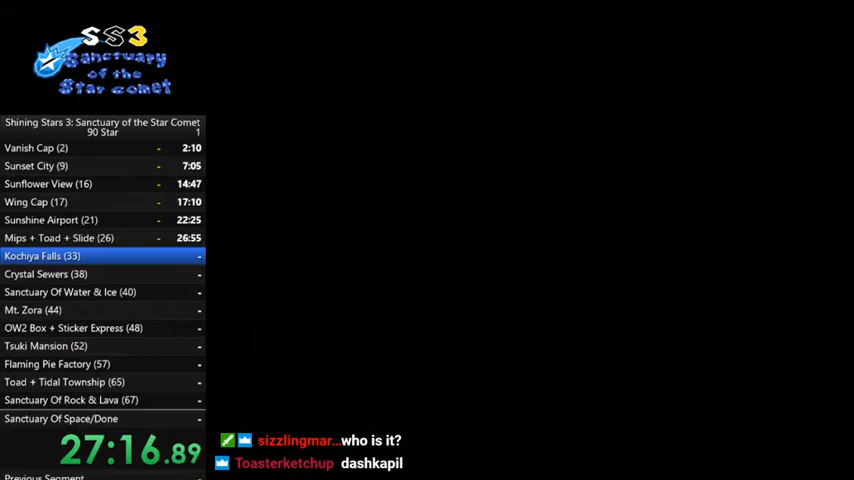 SS3
Sanctuary
of the
Star Comet
Shining Stars 3: Sanctuary of the Star Comet
90 Star 1
Vanish Cap (2) - 2:10
Sunset City (9) - 7:05
Sunflower View (16) - 14:47
Wing Cap (17) - 17:10
Sunshine Airport (21) - 22:25
Mips + Toad + Slide (26) - 26:55
Kochiya Falls (33) -
Crystal Sewers (38) -
Sanctuary Of Water & Ice (40) -
Mt. Zora (44) -
OW2 Box + Sticker Express (48) -
Tsuki Mansion (52) -
Flaming Pie Factory (57) -
Toad + Tidal Township (65) -
Sanctuary Of Rock & Lava (67) -
Sanctuary Of Space/Done -
27:16.89
Previous Segment -
sizzlingmar... who is it?
Toasterketchup dashkapil